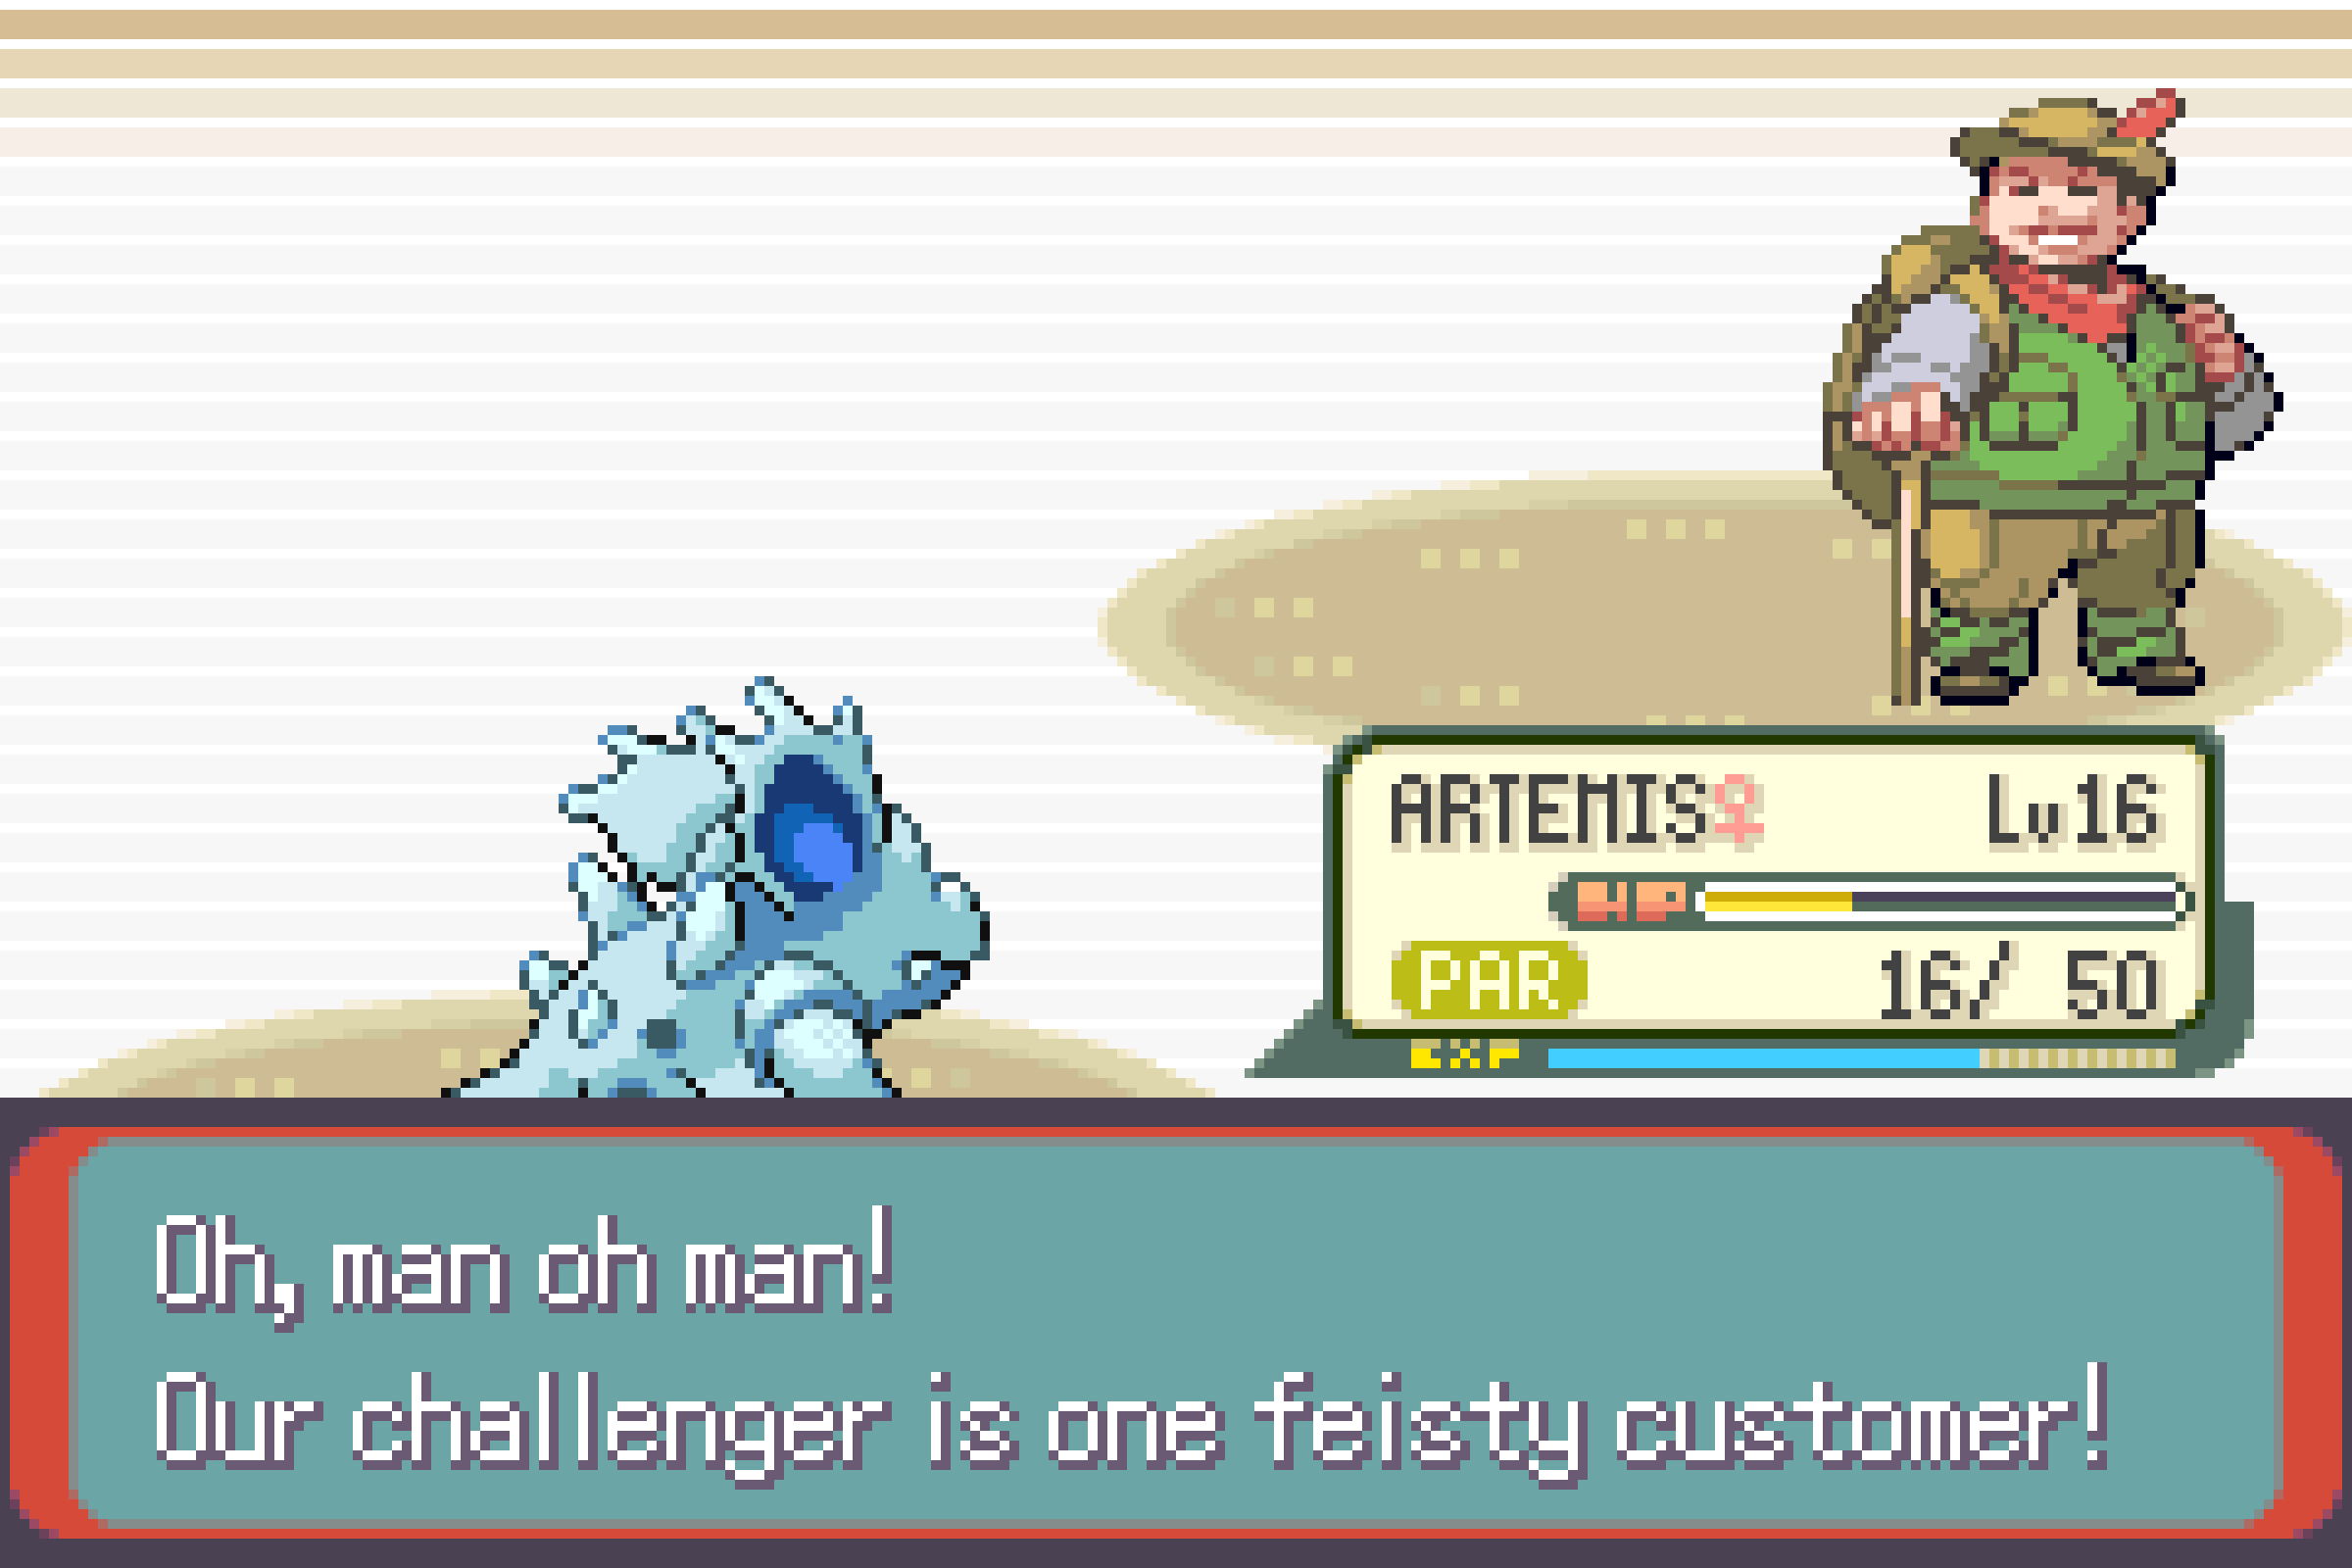 ARTEMIS♀ Lv16
HP
PAR 16/ 50
EXP
Oh, man oh man!
Our challenger is one feisty customer!